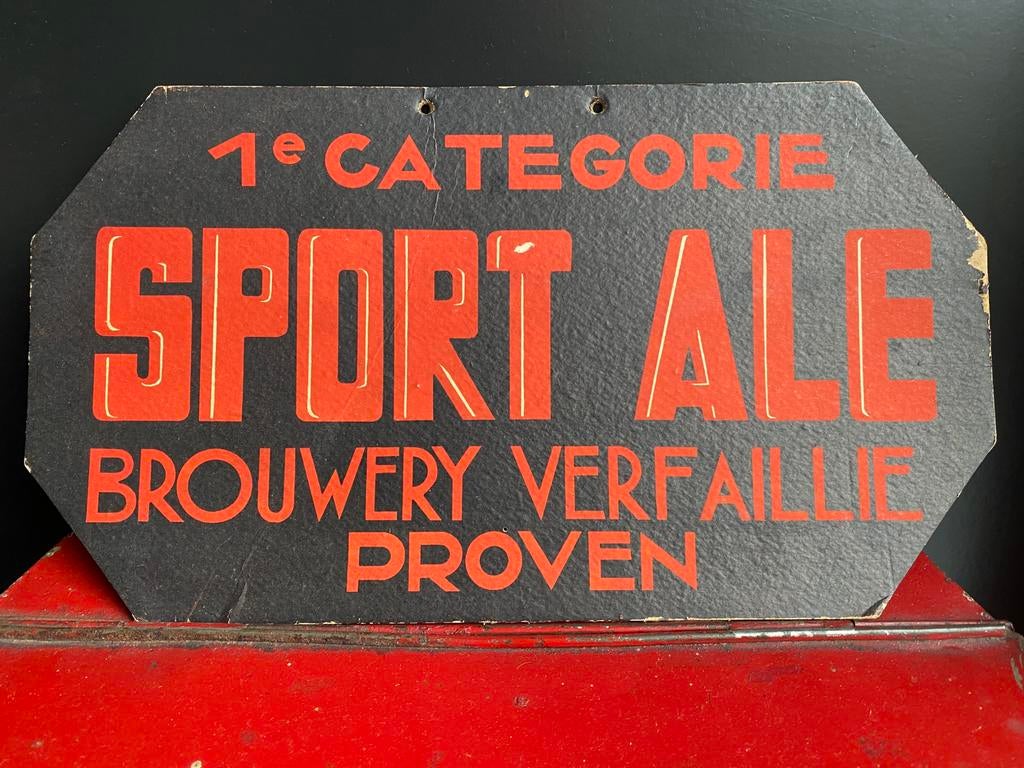 1e CATEGORIE
SPORT ALE
BROUWERY VERFAILLIE
PROVEN